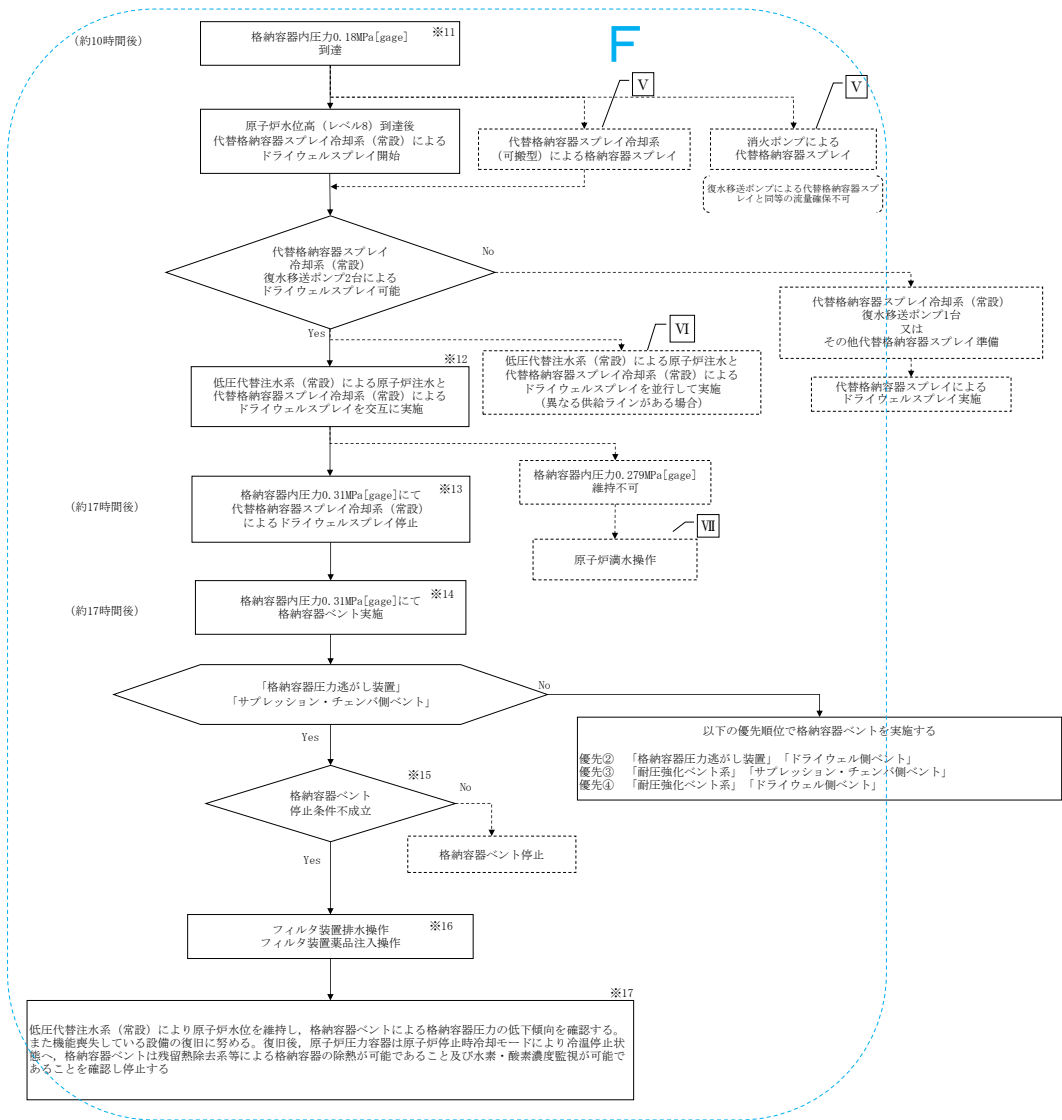 F
(約10時間後)
格納容器内圧力0.18MPa[gage]
到達
※11
Ⅴ
Ⅴ
原子炉水位高（レベル8）到達後
代替格納容器スプレイ冷却系（常設）による
ドライウェルスプレイ開始
代替格納容器スプレイ冷却系
（可搬型）による格納容器スプレイ
消火ポンプによる
代替格納容器スプレイ
復水移送ポンプによる代替格納容器スプ
レイと同等の流量確保不可
代替格納容器スプレイ
冷却系（常設）
復水移送ポンプ2台による
ドライウェルスプレイ可能
No
Yes
代替格納容器スプレイ冷却系（常設）
復水移送ポンプ1台
又は
その他代替格納容器スプレイ準備
代替格納容器スプレイによる
ドライウェルスプレイ実施
Ⅵ
※12
低圧代替注水系（常設）による原子炉注水と
代替格納容器スプレイ冷却系（常設）による
ドライウェルスプレイを交互に実施
低圧代替注水系（常設）による原子炉注水と
代替格納容器スプレイ冷却系（常設）による
ドライウェルスプレイを並行して実施
（異なる供給ラインがある場合）
(約17時間後)
格納容器内圧力0.31MPa[gage]にて
代替格納容器スプレイ冷却系（常設）
によるドライウェルスプレイ停止
※13
格納容器内圧力0.279MPa[gage]
維持不可
Ⅶ
原子炉満水操作
(約17時間後)
格納容器内圧力0.31MPa[gage]にて
格納容器ベント実施
※14
「格納容器圧力逃がし装置」
「サプレッション・チェンバ側ベント」
No
Yes
以下の優先順位で格納容器ベントを実施する
優先②　「格納容器圧力逃がし装置」「ドライウェル側ベント」
優先③　「耐圧強化ベント系」「サプレッション・チェンバ側ベント」
優先④　「耐圧強化ベント系」「ドライウェル側ベント」
※15
格納容器ベント
停止条件不成立
No
Yes
格納容器ベント停止
フィルタ装置排水操作
フィルタ装置薬品注入操作
※16
※17
低圧代替注水系（常設）により原子炉水位を維持し，格納容器ベントによる格納容器圧力の低下傾向を確認する。
また機能喪失している設備の復旧に努める。復旧後，原子炉圧力容器は原子炉停止時冷却モードにより冷温停止状
態へ，格納容器ベントは残留熱除去系等による格納容器の除熱が可能であること及び水素・酸素濃度監視が可能で
あることを確認し停止する